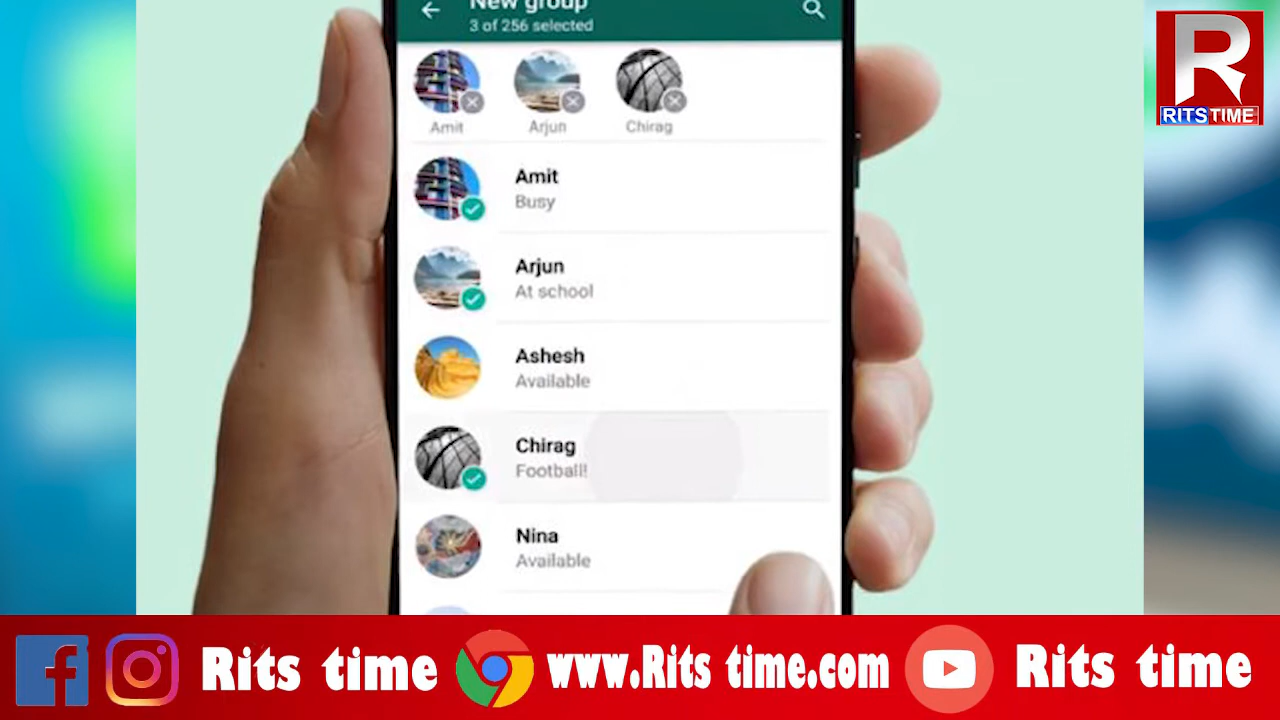 New group
3 of 256 selected
RITS TIME
Amit
Arjun
Chirag
Amit
Busy
Arjun
At school
Ashesh
Available
Chirag
Football!
Nina
Available
Rits time
www.Rits time.com
Rits time